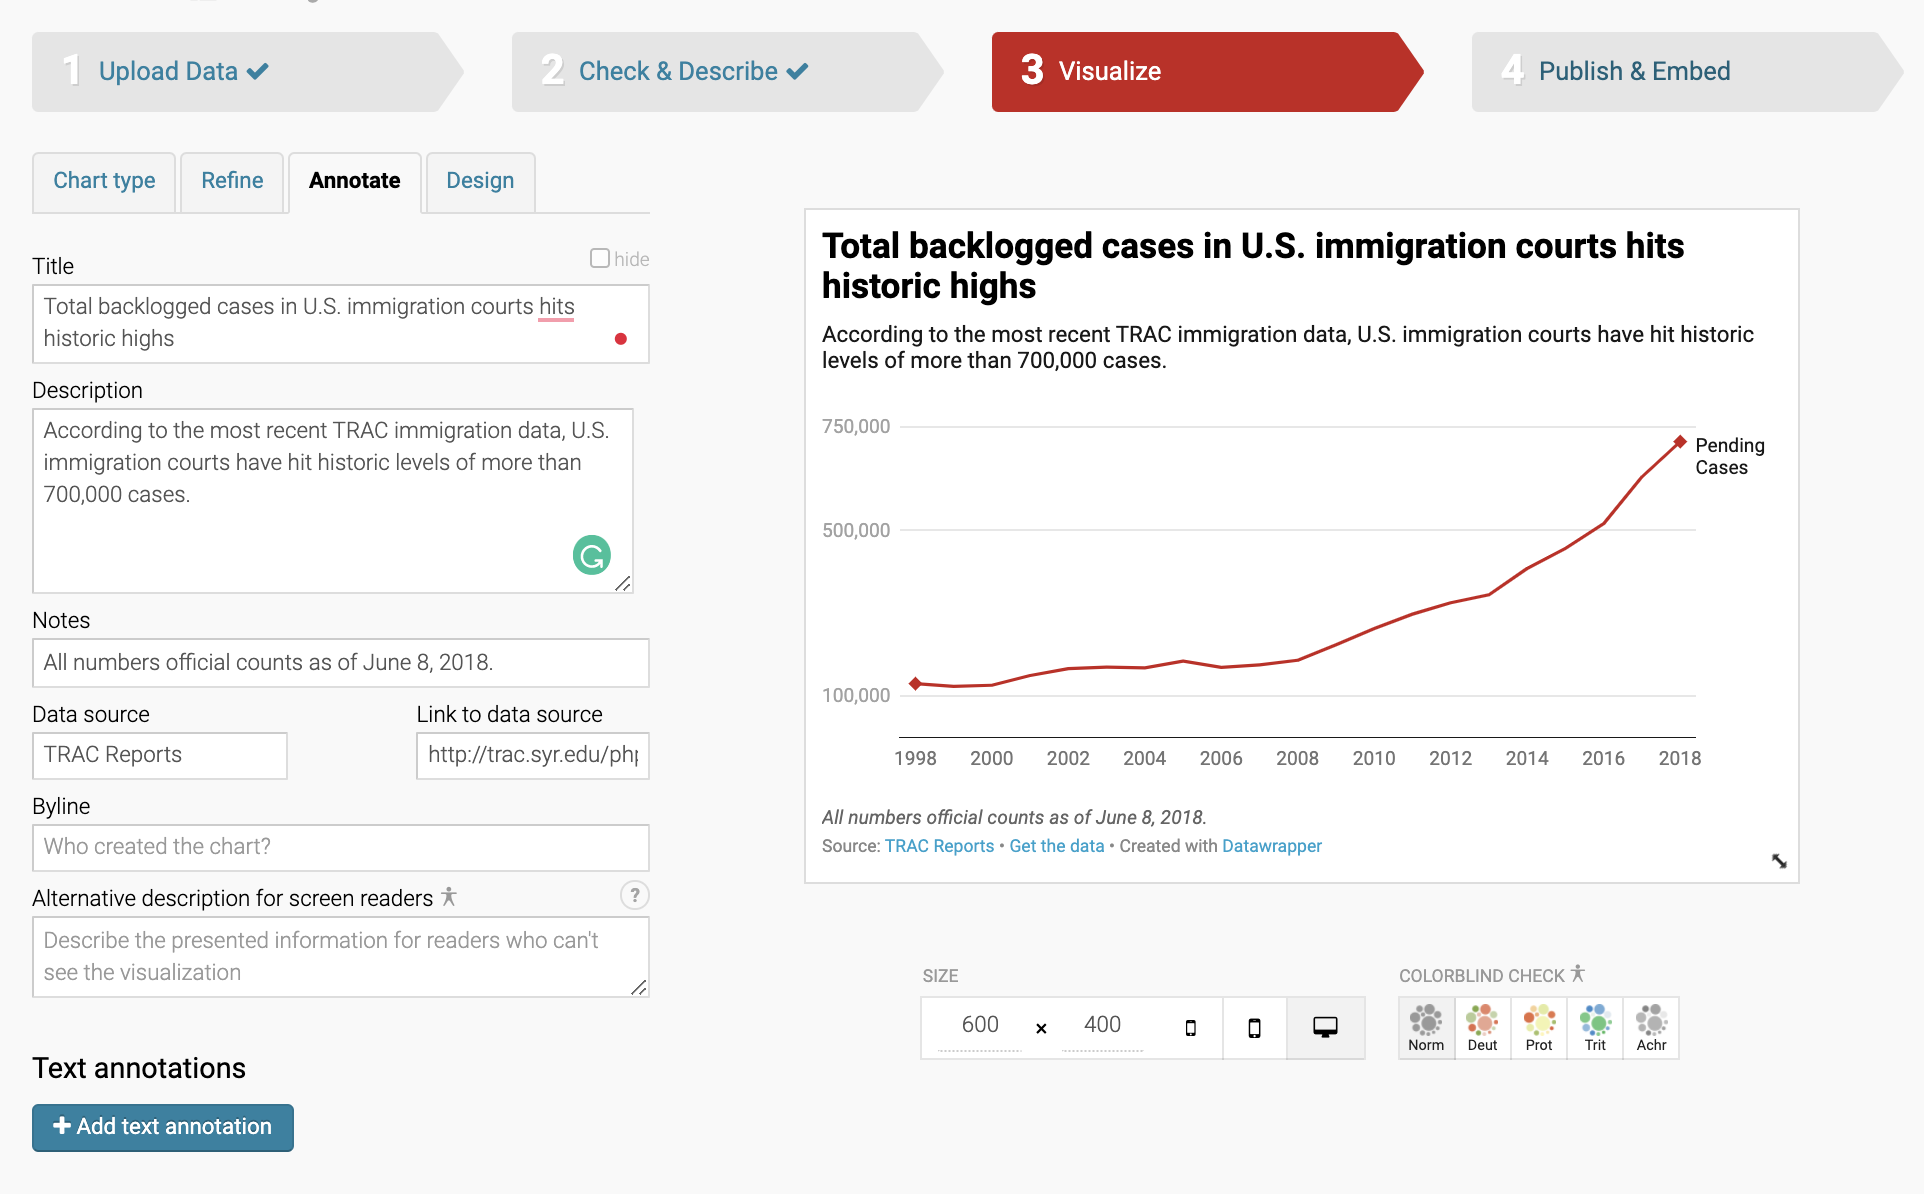 1 Upload Data
2 Check & Describe
3 Visualize
4 Publish & Embed
Chart type
Refine
Annotate
Design
Title
hide
Total backlogged cases in U.S. immigration courts hits
historic highs
Description
According to the most recent TRAC immigration data, U.S.
immigration courts have hit historic levels of more than
700,000 cases.
Notes
All numbers official counts as of June 8, 2018.
Data source
Link to data source
TRAC Reports
http://trac.syr.edu/php
Byline
Who created the chart?
Alternative description for screen readers
?
Describe the presented information for readers who can't
see the visualization
Text annotations
+ Add text annotation
Total backlogged cases in U.S. immigration courts hits
historic highs
According to the most recent TRAC immigration data, U.S. immigration courts have hit historic
levels of more than 700,000 cases.
750,000
Pending
Cases
500,000
100,000
1998 2000 2002 2004 2006 2008 2010 2012 2014 2016 2018
All numbers official counts as of June 8, 2018.
Source: TRAC Reports • Get the data • Created with Datawrapper
SIZE
600 × 400
COLORBLIND CHECK
Norm Deut Prot Trit Achr